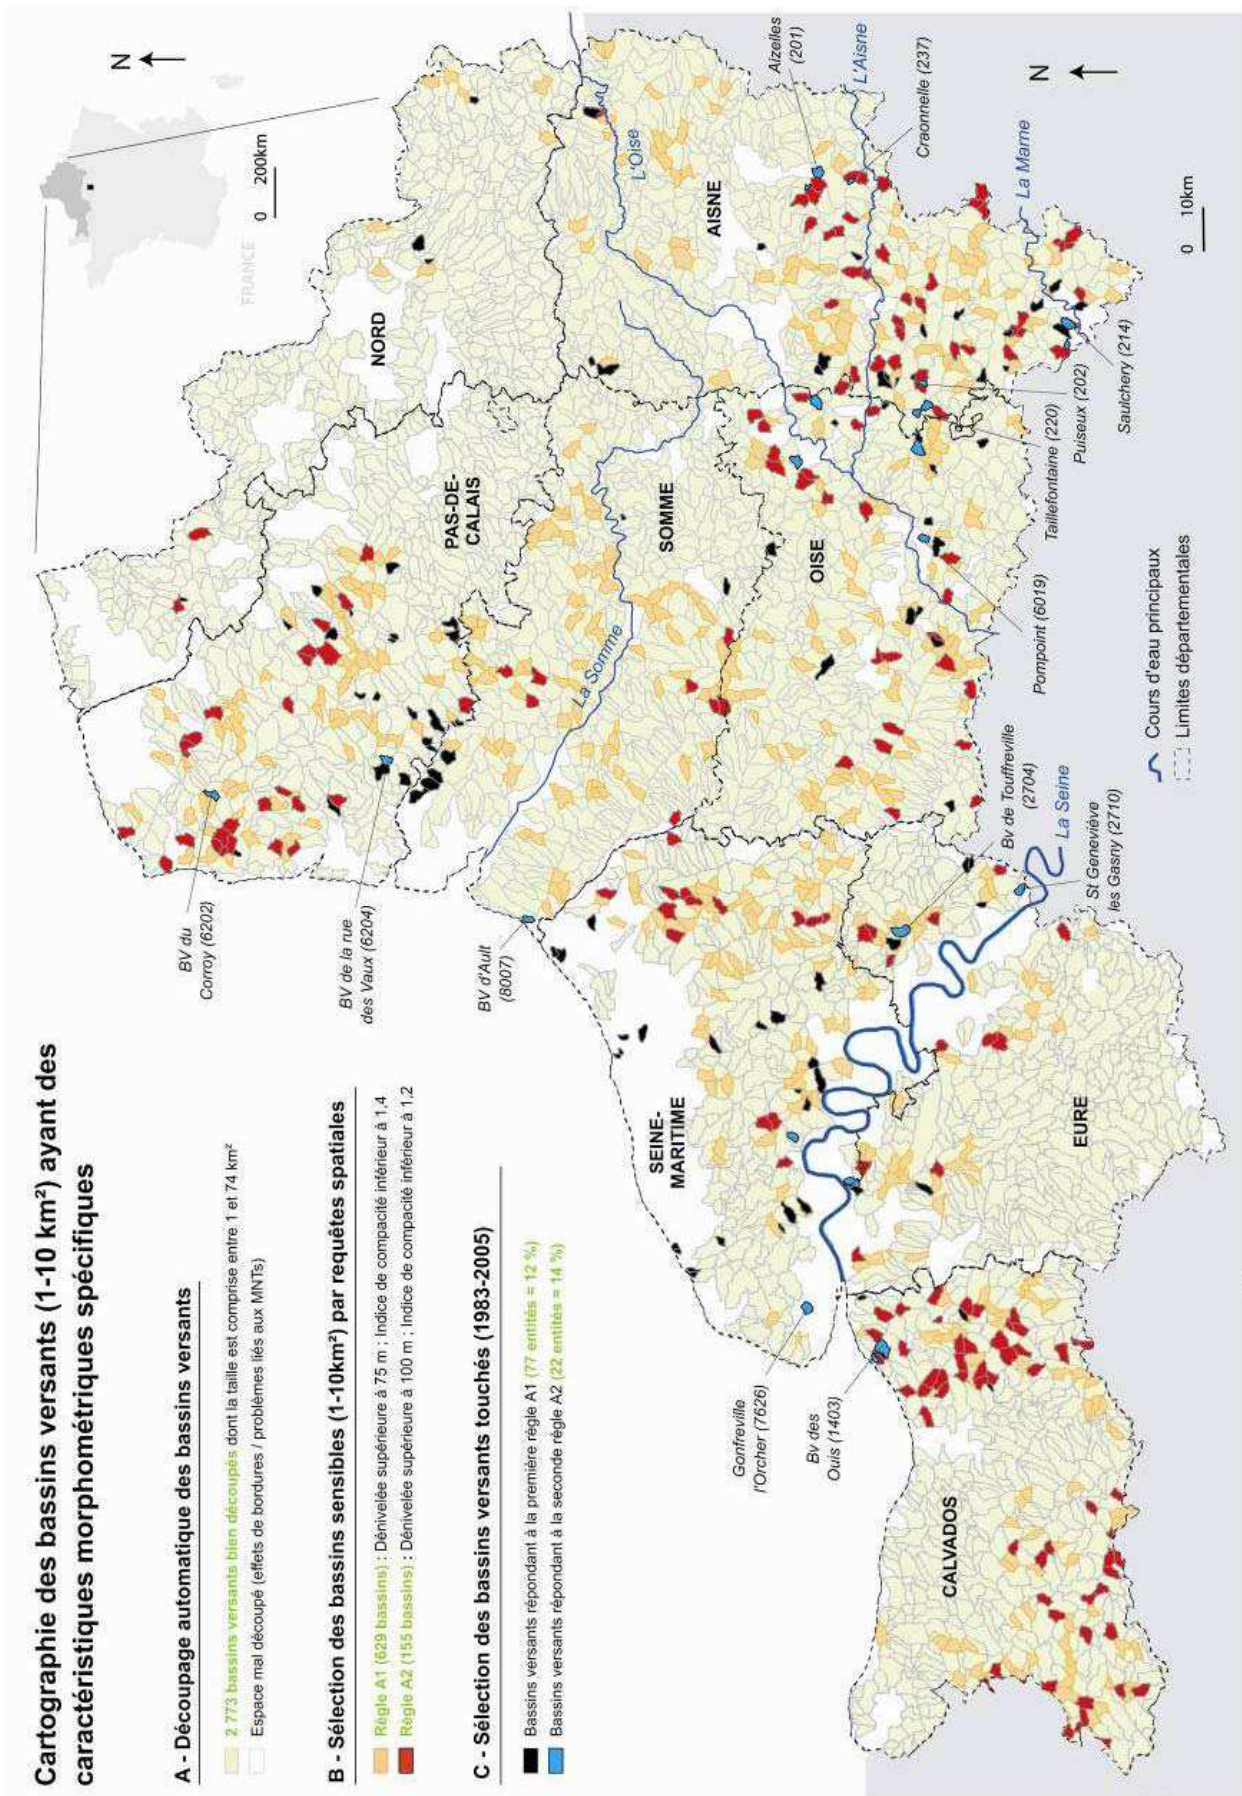 Cartographie des bassins versants (1-10 km²) ayant des
caractéristiques morphométriques spécifiques
A - Découpage automatique des bassins versants
2 773 bassins versants bien découpés dont la taille est comprise entre 1 et 74 km²
Espace mal découpé (effets de bordures / problèmes liés aux MNTs)
B - Sélection des bassins sensibles (1-10km²) par requêtes spatiales
Règle A1 (629 bassins) : Dénivelée supérieure à 75 m ; Indice de compacité inférieur à 1,4
Règle A2 (155 bassins) : Dénivelée supérieure à 100 m ; Indice de compacité inférieur à 1,2
C - Sélection des bassins versants touchés (1983-2005)
Bassins versants répondant à la première règle A1 (77 entités = 12 %)
Bassins versants répondant à la seconde règle A2 (22 entités = 14 %)
N
0 200km
FRANCE
BV du
Corroy (6202)
BV de la rue
des Vaux (6204)
BV d'Ault
(8007)
NORD
PAS-DE-
CALAIS
La Somme
SOMME
L'Oise
AISNE
OISE
Aizelles
(201)
L'Aisne
Craonnelle (237)
N
La Marne
0 10km
SEINE-
MARITIME
Gonfreville
l'Orcher (7626)
Bv des
Ouis (1403)
CALVADOS
EURE
Saulchery (214)
Puiseux (202)
Taillefontaine (220)
Pompoint (6019)
Bv de Touffreville
(2704)
La Seine
St Geneviève
les Gasny (2710)
Cours d'eau principaux
Limites départementales